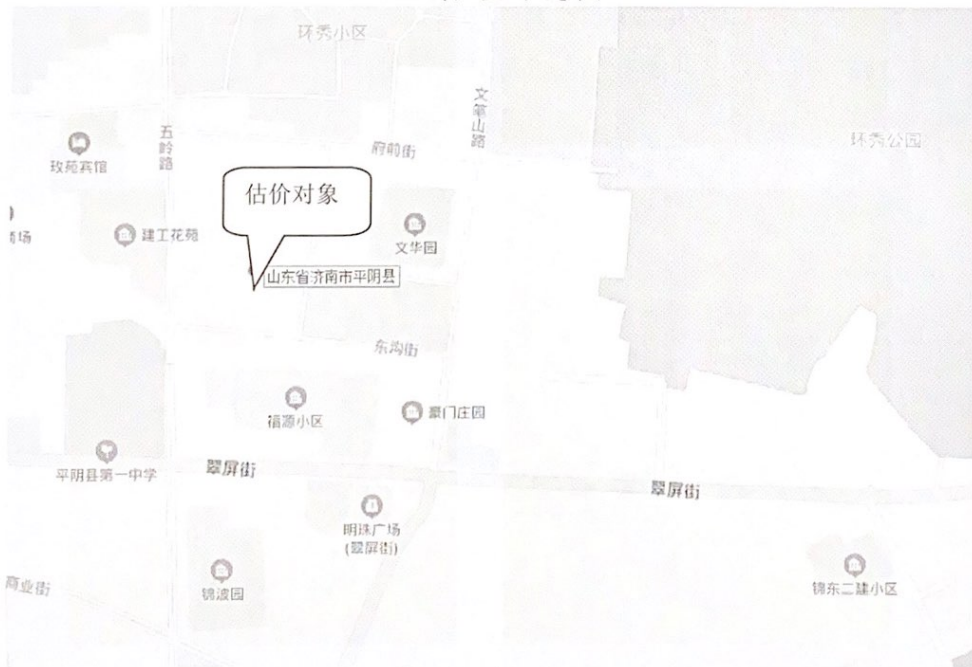 环秀小区
文笔山路
五岭路
府前街
环秀公园
玫苑宾馆
估价对象
建工花苑
文华园
山东省济南市平阴县
东沟街
福源小区
豪门庄园
平阴县第一中学
翠屏街
翠屏街
明珠广场
(翠屏街)
锦波园
锦东二建小区
商业街